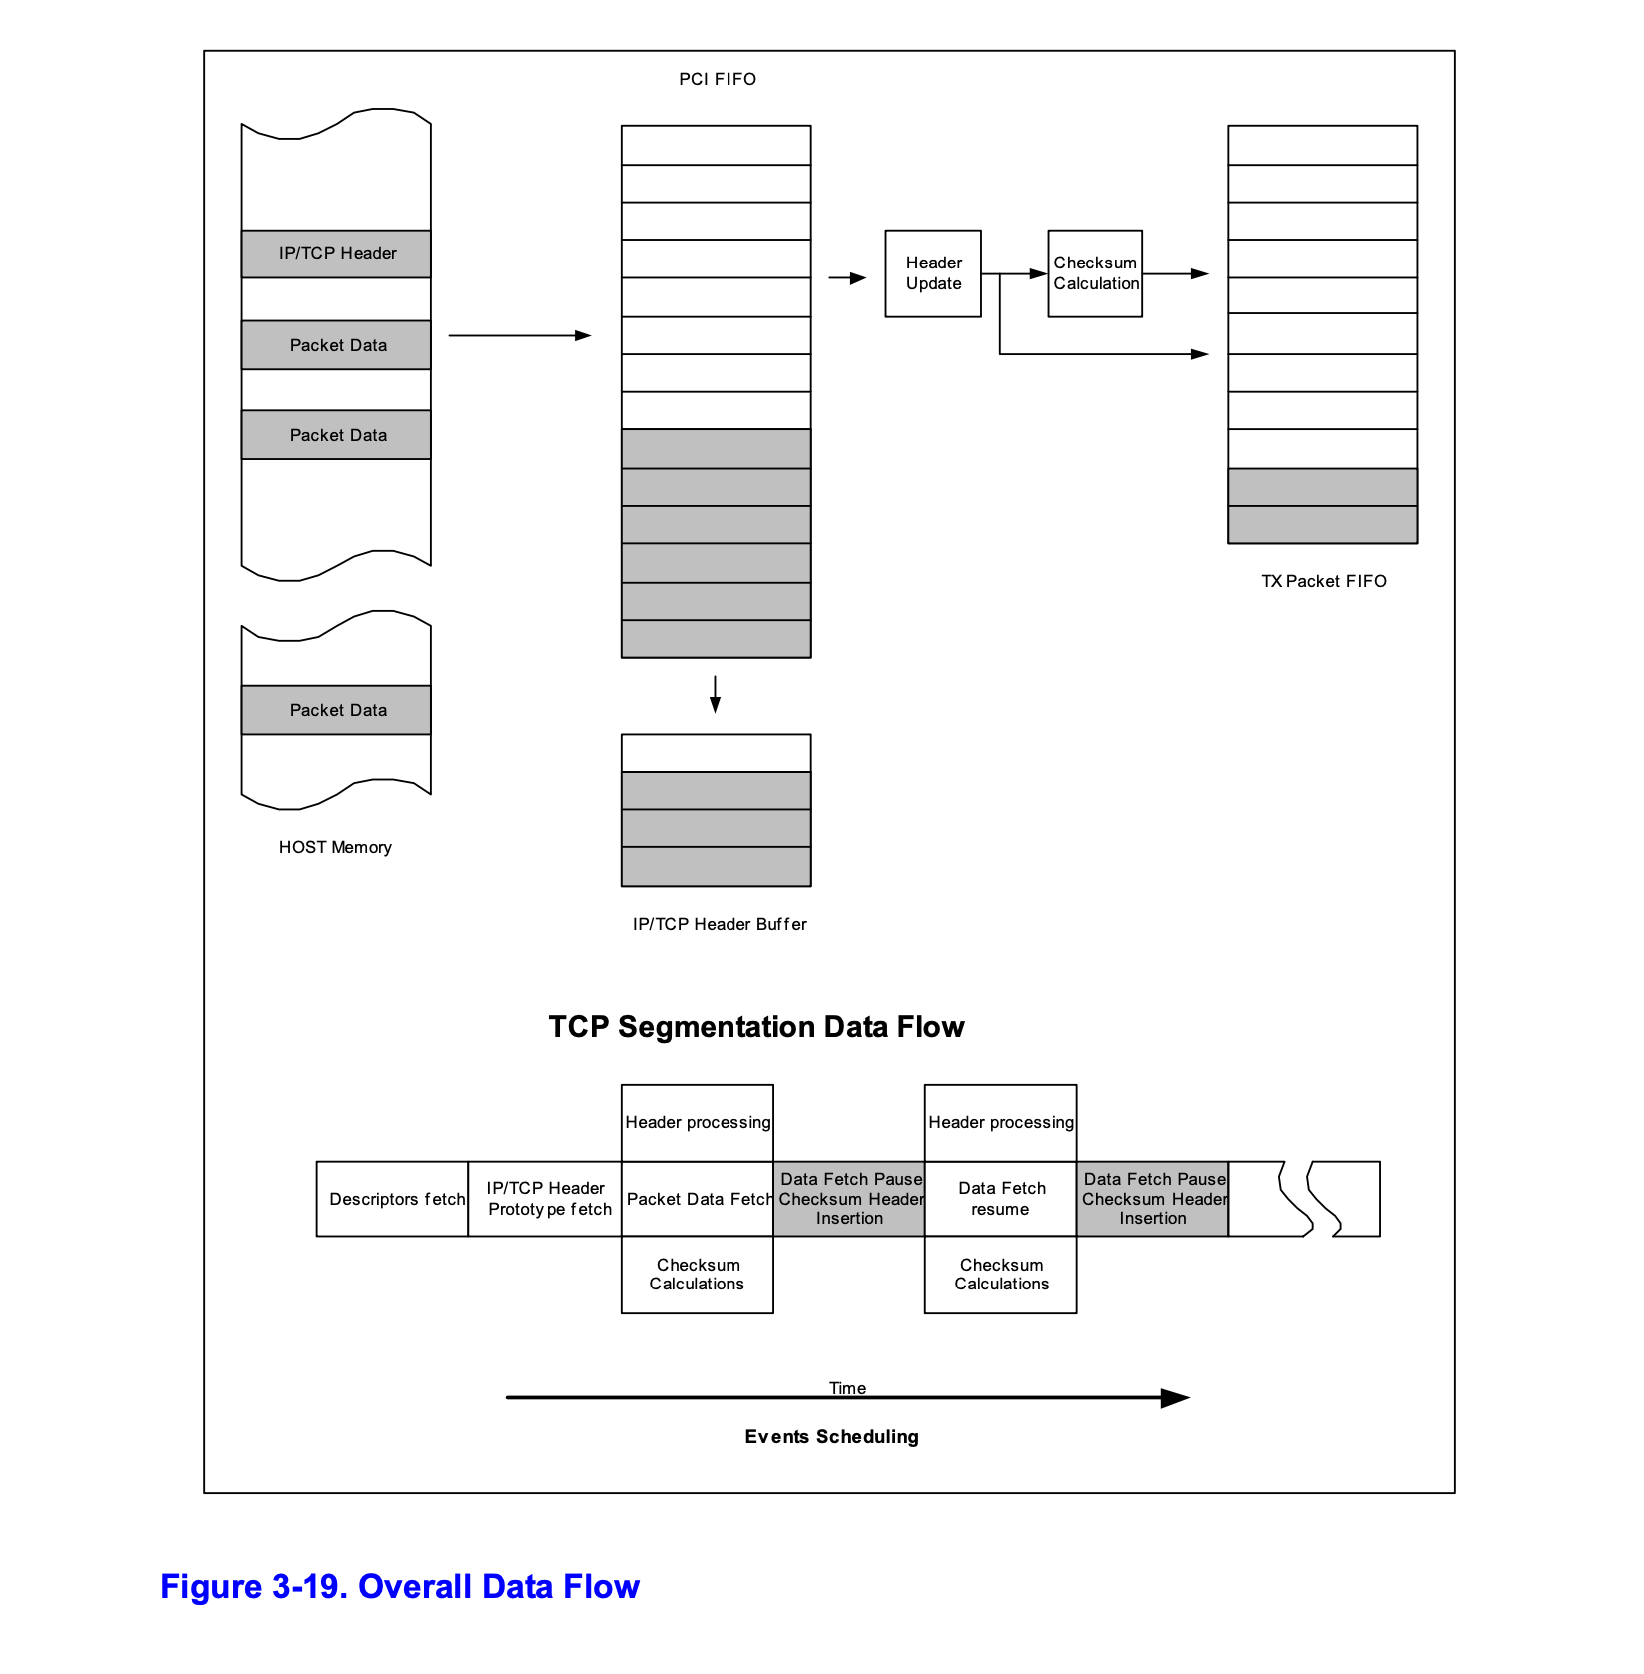 PCI FIFO
IP/TCP Header
Header
Update
Checksum
Calculation
Packet Data
Packet Data
TX Packet FIFO
Packet Data
HOST Memory
IP/TCP Header Buffer
TCP Segmentation Data Flow
Header processing
Header processing
Descriptors fetch
IP/TCP Header
Prototype fetch
Packet Data Fetch
Data Fetch Pause
Checksum Header
Insertion
Data Fetch
resume
Data Fetch Pause
Checksum Header
Insertion
Checksum
Calculations
Checksum
Calculations
Time
Events Scheduling
Figure 3-19. Overall Data Flow